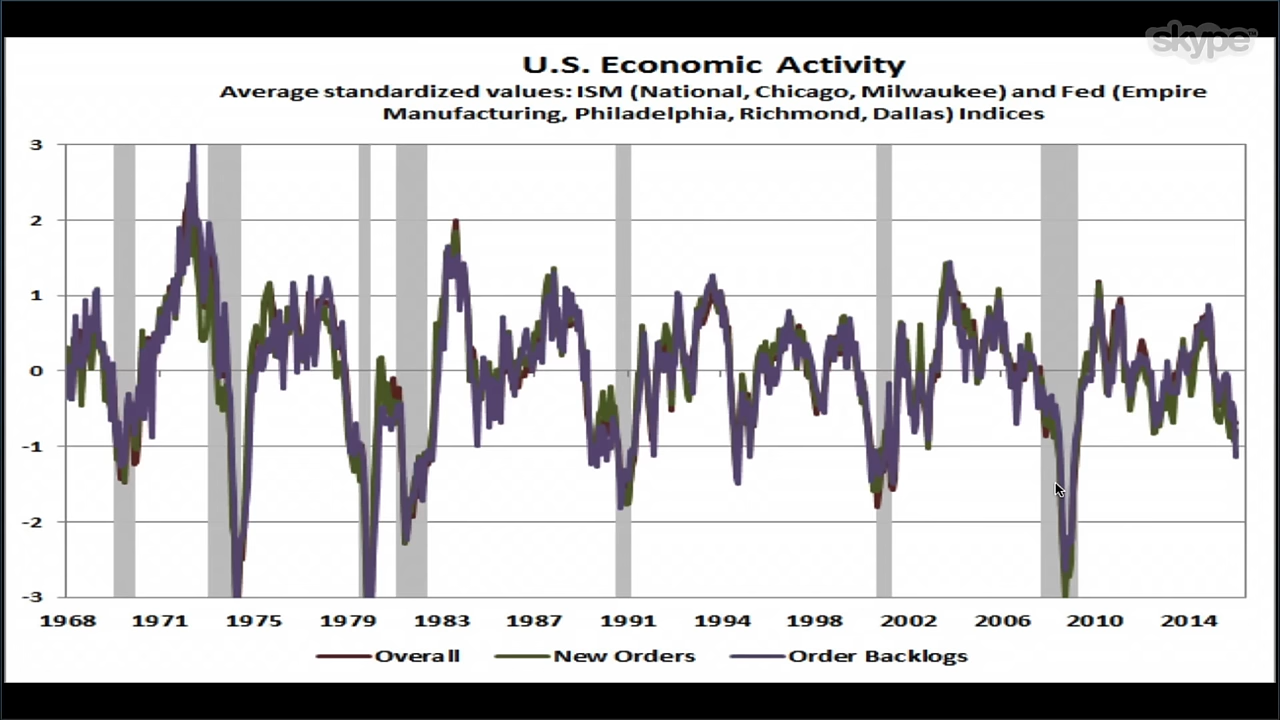 skype™
U.S. Economic Activity
Average standardized values: ISM (National, Chicago, Milwaukee) and Fed (Empire
Manufacturing, Philadelphia, Richmond, Dallas) Indices
3
2
1
0
-1
-2
-3
1968 1971 1975 1979 1983 1987 1991 1994 1998 2002 2006 2010 2014
Overall New Orders Order Backlogs